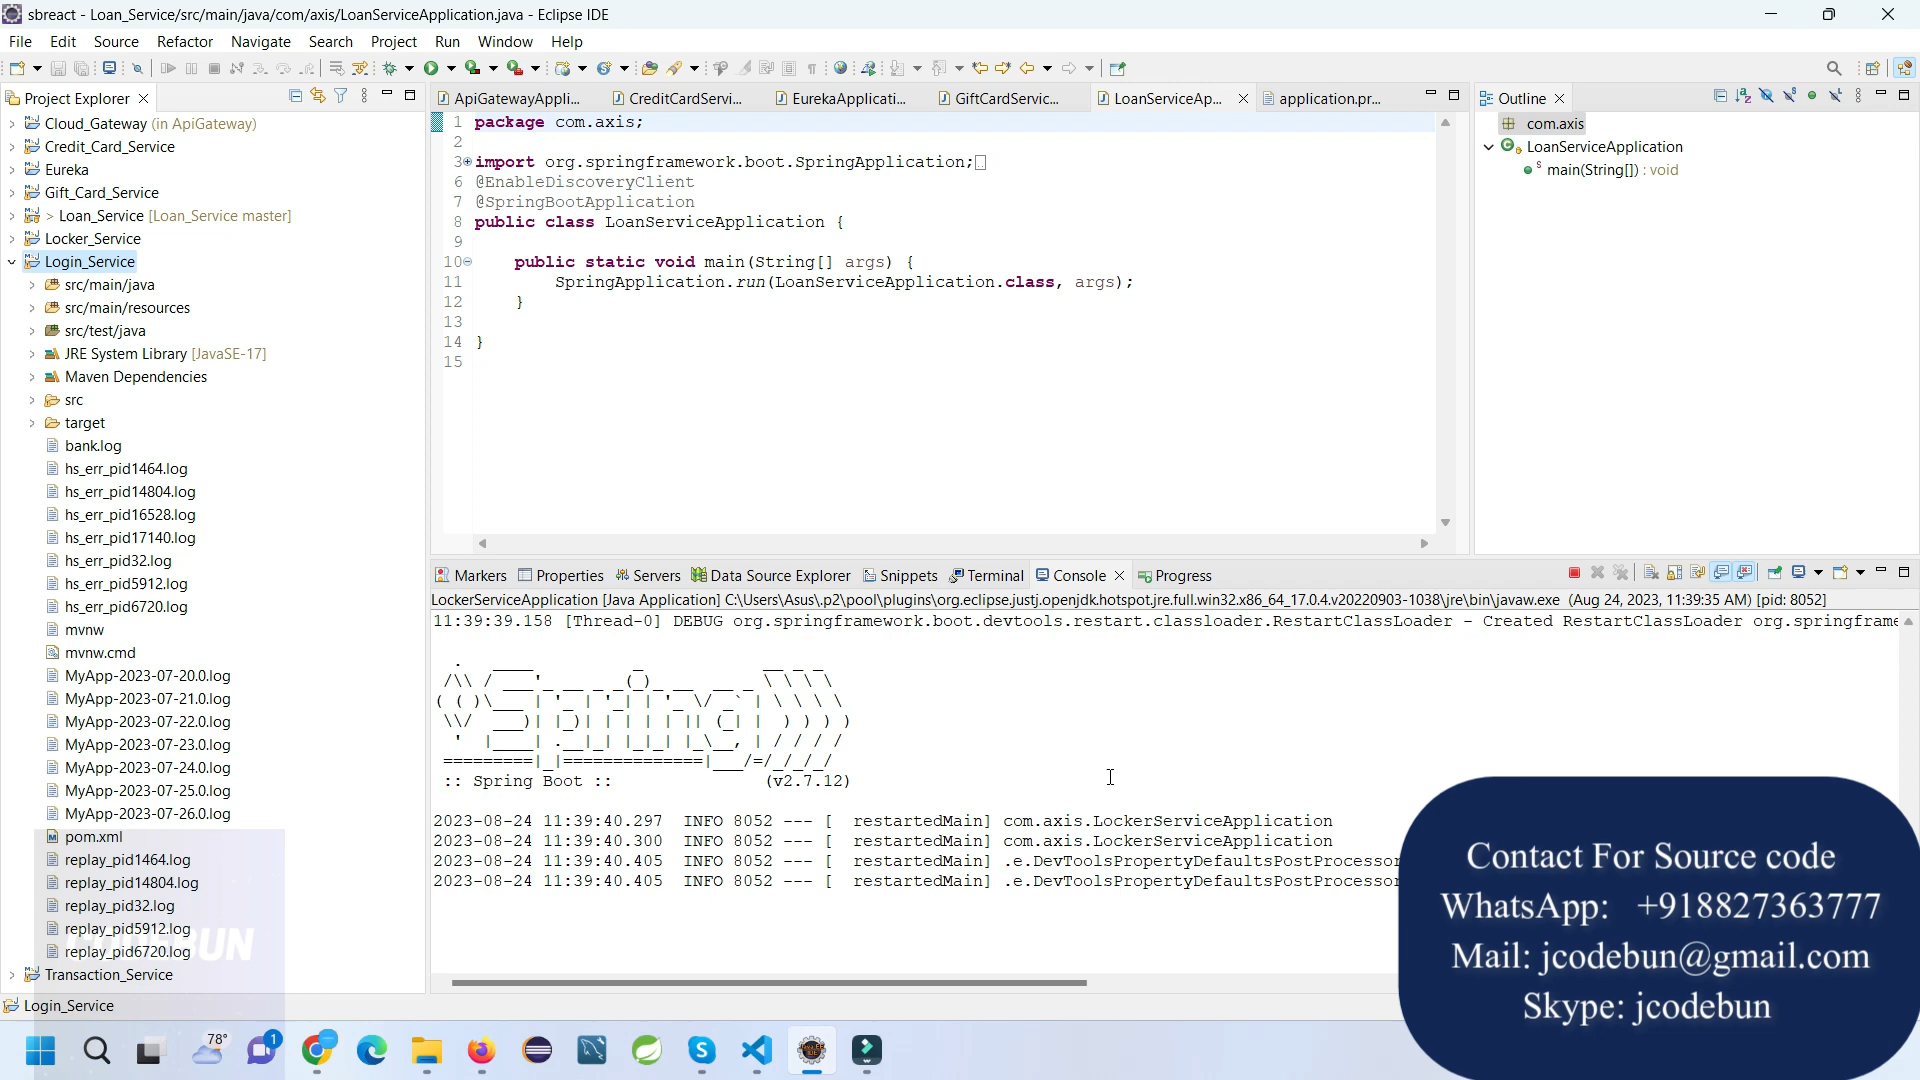 sbreact - Loan_Service/src/main/java/com/axis/LoanServiceApplication.java - Eclipse IDE
File Edit Source Refactor Navigate Search Project Run Window Help
Project Explorer
Cloud_Gateway (in ApiGateway)
Credit_Card_Service
Eureka
Gift_Card_Service
> Loan_Service [Loan_Service master]
Locker_Service
Login_Service
src/main/java
src/main/resources
src/test/java
JRE System Library [JavaSE-17]
Maven Dependencies
src
target
bank.log
hs_err_pid1464.log
hs_err_pid14804.log
hs_err_pid16528.log
hs_err_pid17140.log
hs_err_pid32.log
hs_err_pid5912.log
hs_err_pid6720.log
mvnw
mvnw.cmd
MyApp-2023-07-20.0.log
MyApp-2023-07-21.0.log
MyApp-2023-07-22.0.log
MyApp-2023-07-23.0.log
MyApp-2023-07-24.0.log
MyApp-2023-07-25.0.log
MyApp-2023-07-26.0.log
pom.xml
replay_pid1464.log
replay_pid14804.log
replay_pid32.log
replay_pid5912.log
replay_pid6720.log
CODEBUN
Transaction_Service
Login_Service
ApiGatewayAppli... CreditCardServi... EurekaApplicati... GiftCardServic... LoanServiceAp... application.pr...
1 package com.axis;
2
3 import org.springframework.boot.SpringApplication;
6 @EnableDiscoveryClient
7 @SpringBootApplication
8 public class LoanServiceApplication {
9
10 public static void main(String[] args) {
11 SpringApplication.run(LoanServiceApplication.class, args);
12 }
13
14 }
15
Outline
com.axis
LoanServiceApplication
main(String[]) : void
Markers Properties Servers Data Source Explorer Snippets Terminal Console Progress
LockerServiceApplication [Java Application] C:\Users\Asus\.p2\pool\plugins\org.eclipse.justj.openjdk.hotspot.jre.full.win32.x86_64_17.0.4.v20220903-1038\jre\bin\javaw.exe (Aug 24, 2023, 11:39:35 AM) [pid: 8052]
11:39:39.158 [Thread-0] DEBUG org.springframework.boot.devtools.restart.classloader.RestartClassLoader - Created RestartClassLoader org.springframe
Spring
:: Spring Boot :: (v2.7.12)
2023-08-24 11:39:40.297 INFO 8052 --- [ restartedMain] com.axis.LockerServiceApplication
2023-08-24 11:39:40.300 INFO 8052 --- [ restartedMain] com.axis.LockerServiceApplication
2023-08-24 11:39:40.405 INFO 8052 --- [ restartedMain] .e.DevToolsPropertyDefaultsPostProcessor
2023-08-24 11:39:40.405 INFO 8052 --- [ restartedMain] .e.DevToolsPropertyDefaultsPostProcessor
Contact For Source code
WhatsApp: +918827363777
Mail: jcodebun@gmail.com
Skype: jcodebun
78°
1